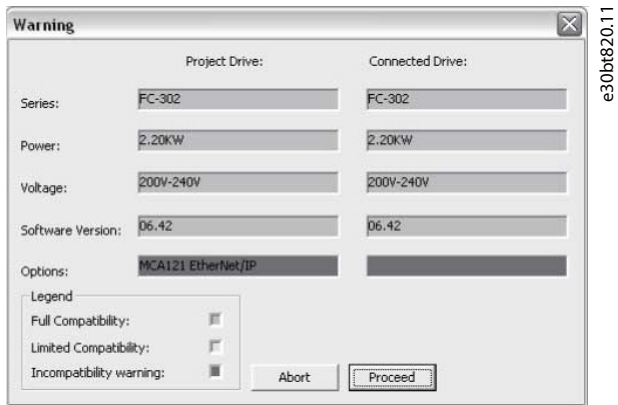 Warning
Project Drive: Connected Drive:
Series: FC-302 FC-302
Power: 2.20KW 2.20KW
Voltage: 200V-240V 200V-240V
Software Version: 06.42 06.42
Options: MCA121 EtherNet/IP
Legend
Full Compatibility:
Limited Compatibility:
Incompatibility warning:
Abort Proceed
e30bt820.11